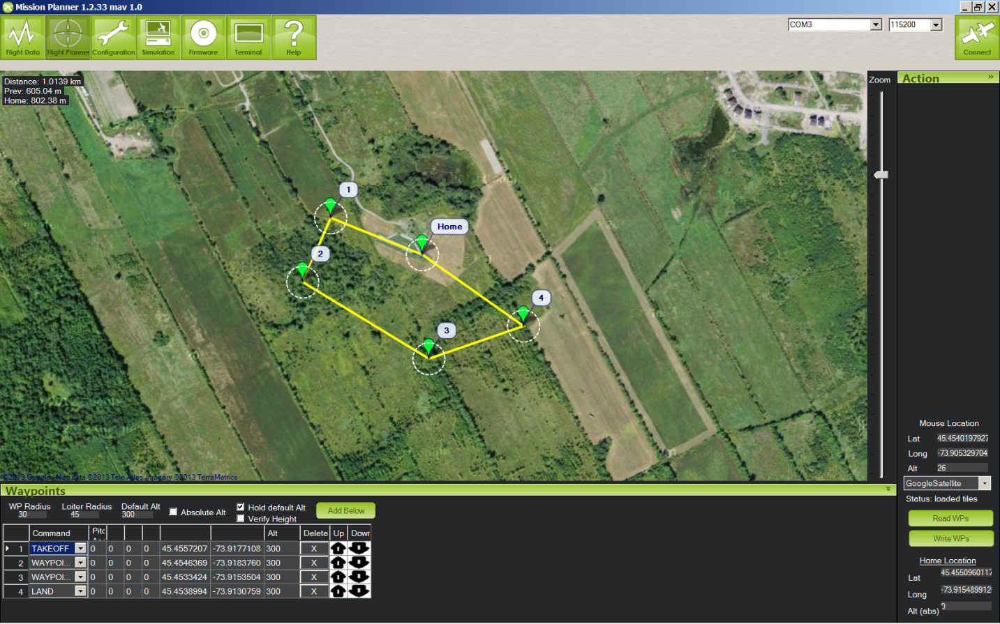 Mission Planner 1.2.33 mav 1.0
Flight Data Flight Planner Configuration Simulation Firmware Terminal Help
COM3 115200 Connect
Distance: 1.0139 km
Prev: 605.04 m
Home: 802.38 m
Zoom
Action »
1
Home
2
4
3
Mouse Location
Lat 45.4540197927
Long -73.905329704
Alt 26
GoogleSatellite
Status: loaded tiles
Read WPs
Write WPs
Home Location
Lat 45.4550960117
Long -73.915489912
Alt (abs) 0
©2013 Google - Map data ©2013 Tele Atlas, Imagery ©2013 TerraMetrics
Waypoints
WP Radius Loiter Radius Default Alt
30 45 300
Absolute Alt
Hold default Alt
Verify Height
Add Below
Command Alt Delete Up Down
1 TAKEOFF 0 0 0 0 45.4557207 -73.9177108 300 X
2 WAYPOI... 0 0 0 0 45.4546369 -73.9183760 300 X
3 WAYPOI... 0 0 0 0 45.4533424 -73.9153504 300 X
4 LAND 0 0 0 0 45.4538994 -73.9130759 300 X